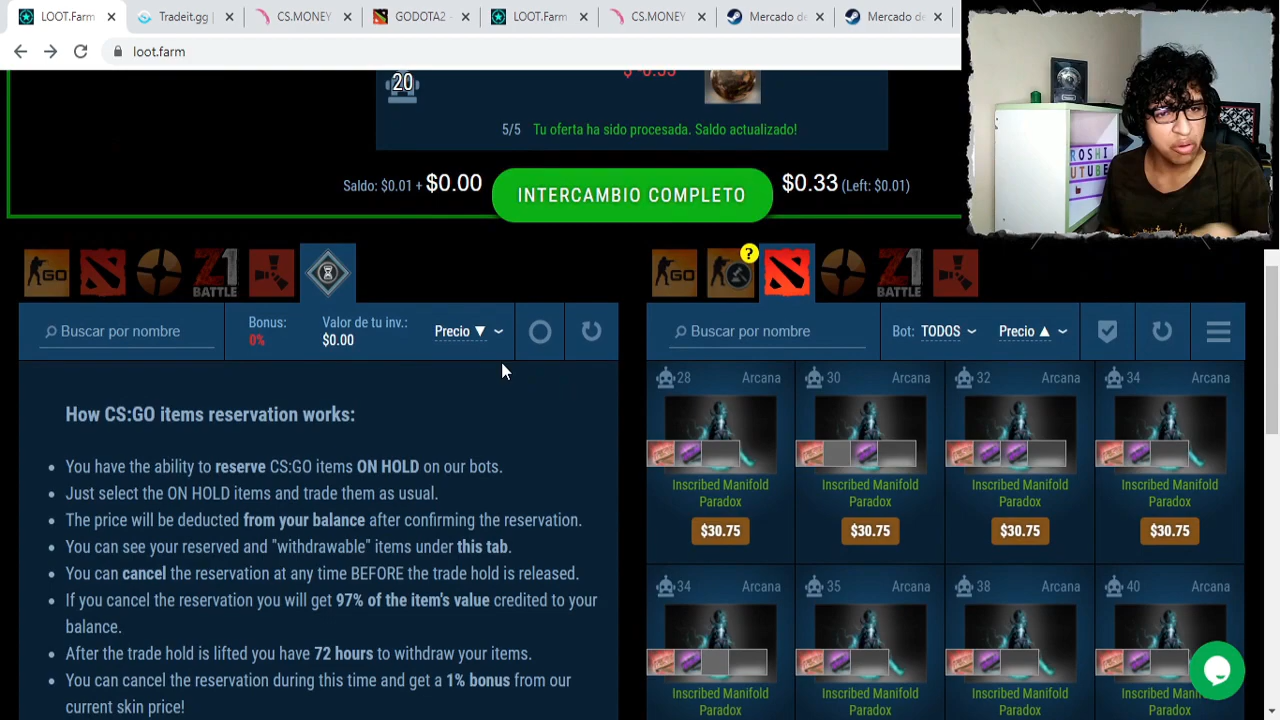 LOOT.Farm
Tradeit.gg
CS.MONEY
GODOTA2 -
LOOT.Farm
CS.MONEY
Mercado de
Mercado de
loot.farm
20
$ -0.33
5/5 Tu oferta ha sido procesada. Saldo actualizado!
Saldo: $0.01 + $0.00
INTERCAMBIO COMPLETO
$0.33 (Left: $0.01)
ROSHI
UTUBE
GO
Z1
BATTLE
GO
?
Z1
BATTLE
Buscar por nombre
Bonus:
0%
Valor de tu inv.:
$0.00
Precio ▼
Buscar por nombre
Bot: TODOS
Precio ▲
How CS:GO items reservation works:
• You have the ability to reserve CS:GO items ON HOLD on our bots.
• Just select the ON HOLD items and trade them as usual.
• The price will be deducted from your balance after confirming the reservation.
• You can see your reserved and "withdrawable" items under this tab.
• You can cancel the reservation at any time BEFORE the trade hold is released.
• If you cancel the reservation you will get 97% of the item's value credited to your
balance.
• After the trade hold is lifted you have 72 hours to withdraw your items.
• You can cancel the reservation during this time and get a 1% bonus from our
current skin price!
28 Arcana
Inscribed Manifold
Paradox
$30.75
30 Arcana
Inscribed Manifold
Paradox
$30.75
32 Arcana
Inscribed Manifold
Paradox
$30.75
34 Arcana
Inscribed Manifold
Paradox
$30.75
34 Arcana
Inscribed Manifold
Paradox
35 Arcana
Inscribed Manifold
Paradox
38 Arcana
Inscribed Manifold
Paradox
40 Arcana
Inscribed Manifold
Paradox